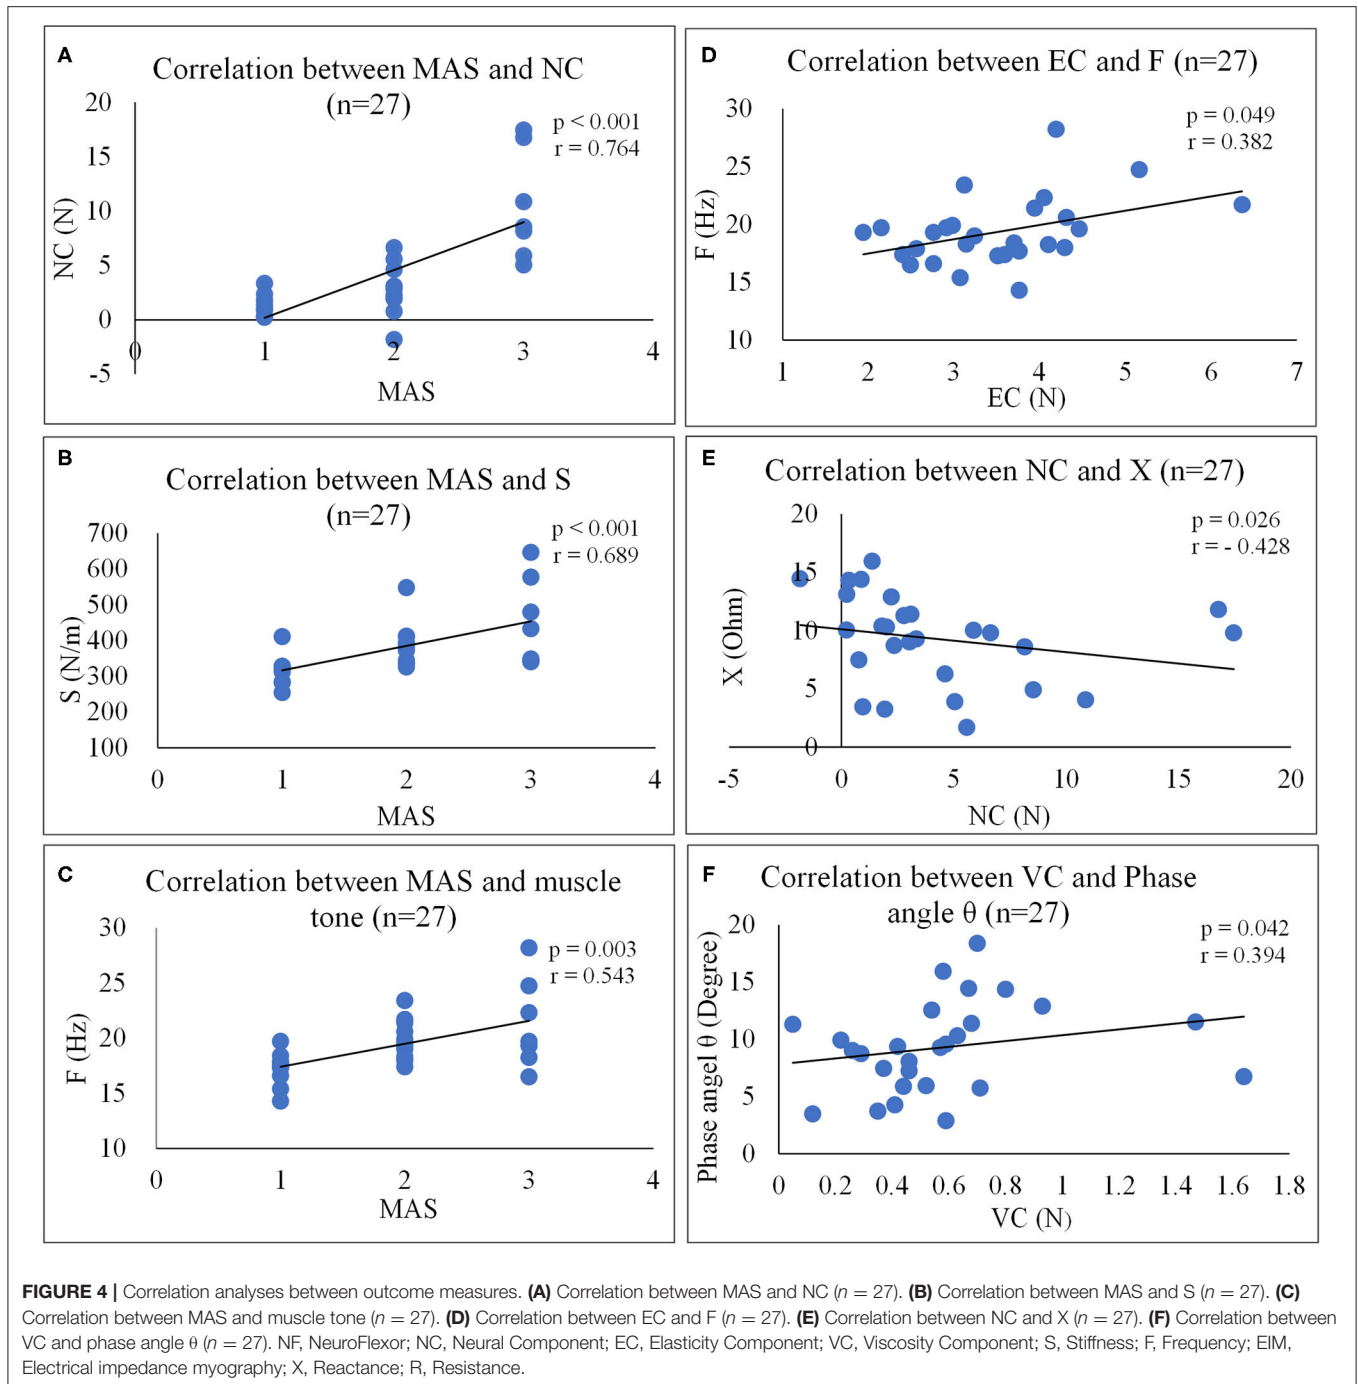 A
Correlation between MAS and NC
(n=27)
p < 0.001
r = 0.764
20
15
10
5
0
-5
NC (N)
0 1 2 3 4
MAS
B
Correlation between MAS and S
(n=27)
p < 0.001
r = 0.689
700
600
500
400
300
200
100
S (N/m)
0 1 2 3 4
MAS
C
Correlation between MAS and muscle
tone (n=27)
p = 0.003
r = 0.543
30
25
20
15
10
F (Hz)
0 1 2 3 4
MAS
D
Correlation between EC and F (n=27)
p = 0.049
r = 0.382
30
25
20
15
10
F (Hz)
1 2 3 4 5 6 7
EC (N)
E
Correlation between NC and X (n=27)
p = 0.026
r = - 0.428
20
15
10
5
0
X (Ohm)
-5 0 5 10 15 20
NC (N)
F
Correlation between VC and Phase
angle θ (n=27)
p = 0.042
r = 0.394
20
15
10
5
0
Phase angel θ (Degree)
0 0.2 0.4 0.6 0.8 1 1.2 1.4 1.6 1.8
VC (N)
FIGURE 4 | Correlation analyses between outcome measures. (A) Correlation between MAS and NC (n = 27). (B) Correlation between MAS and S (n = 27). (C)
Correlation between MAS and muscle tone (n = 27). (D) Correlation between EC and F (n = 27). (E) Correlation between NC and X (n = 27). (F) Correlation between
VC and phase angle θ (n = 27). NF, NeuroFlexor; NC, Neural Component; EC, Elasticity Component; VC, Viscosity Component; S, Stiffness; F, Frequency; EIM,
Electrical impedance myography; X, Reactance; R, Resistance.